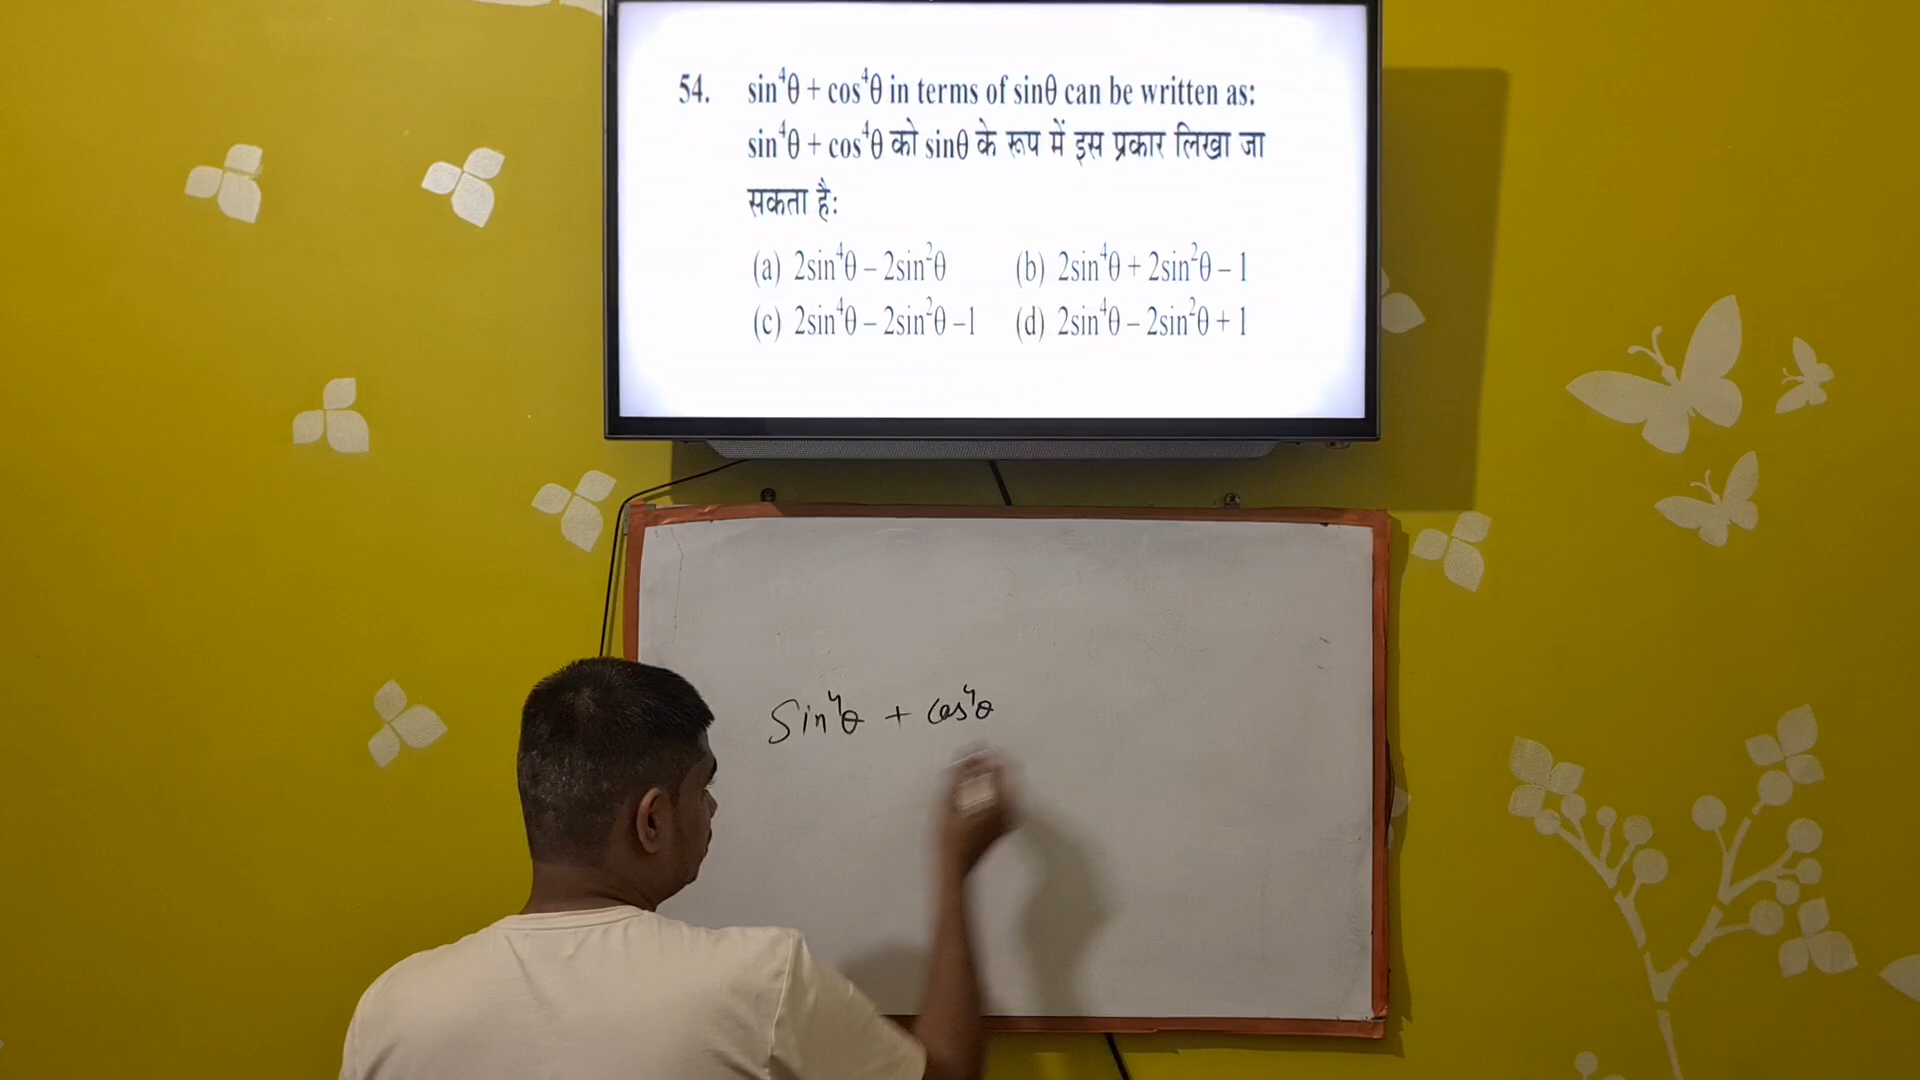 54. sin⁴θ + cos⁴θ in terms of sinθ can be written as:
sin⁴θ + cos⁴θ को sinθ के रूप में इस प्रकार लिखा जा
सकता है:
(a) 2sin⁴θ – 2sin²θ (b) 2sin⁴θ + 2sin²θ – 1
(c) 2sin⁴θ – 2sin²θ –1 (d) 2sin⁴θ – 2sin²θ + 1
Sin⁴θ + cos⁴θ